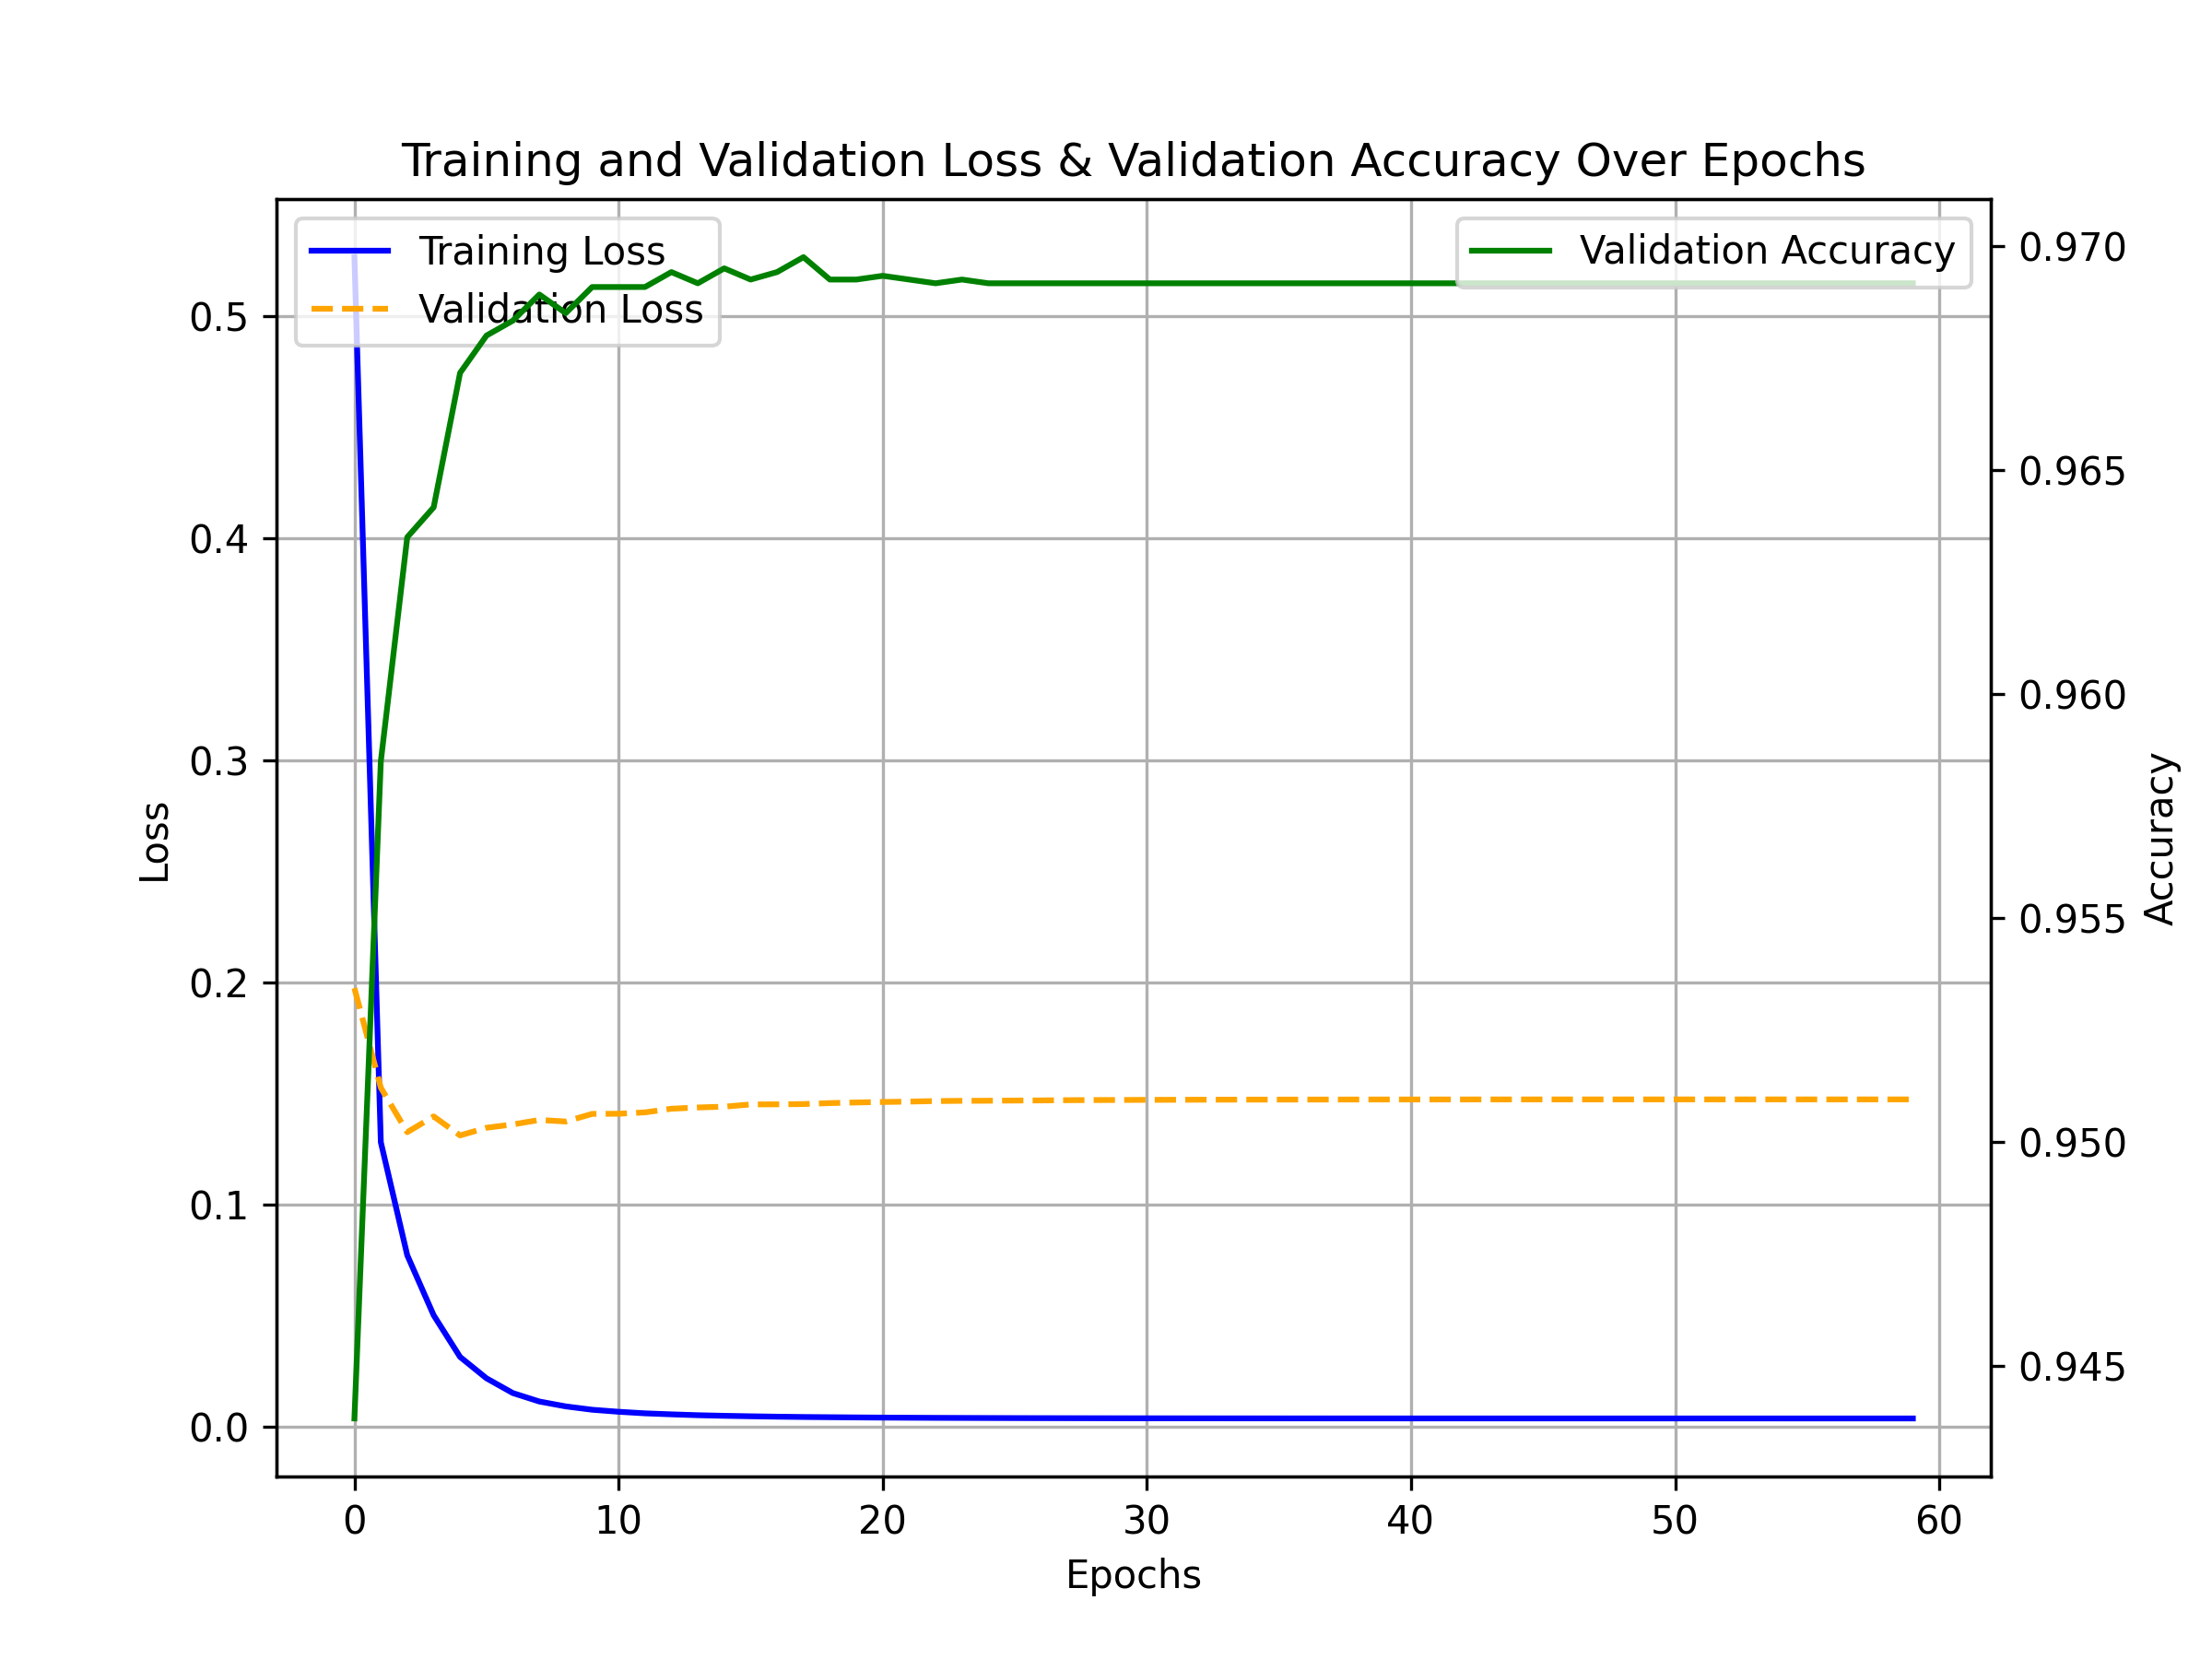 Training and Validation Loss & Validation Accuracy Over Epochs
Training Loss
Validation Loss
Validation Accuracy
0.5
0.4
0.3
0.2
0.1
0.0
Loss
0.970
0.965
0.960
0.955
0.950
0.945
Accuracy
0 10 20 30 40 50 60
Epochs